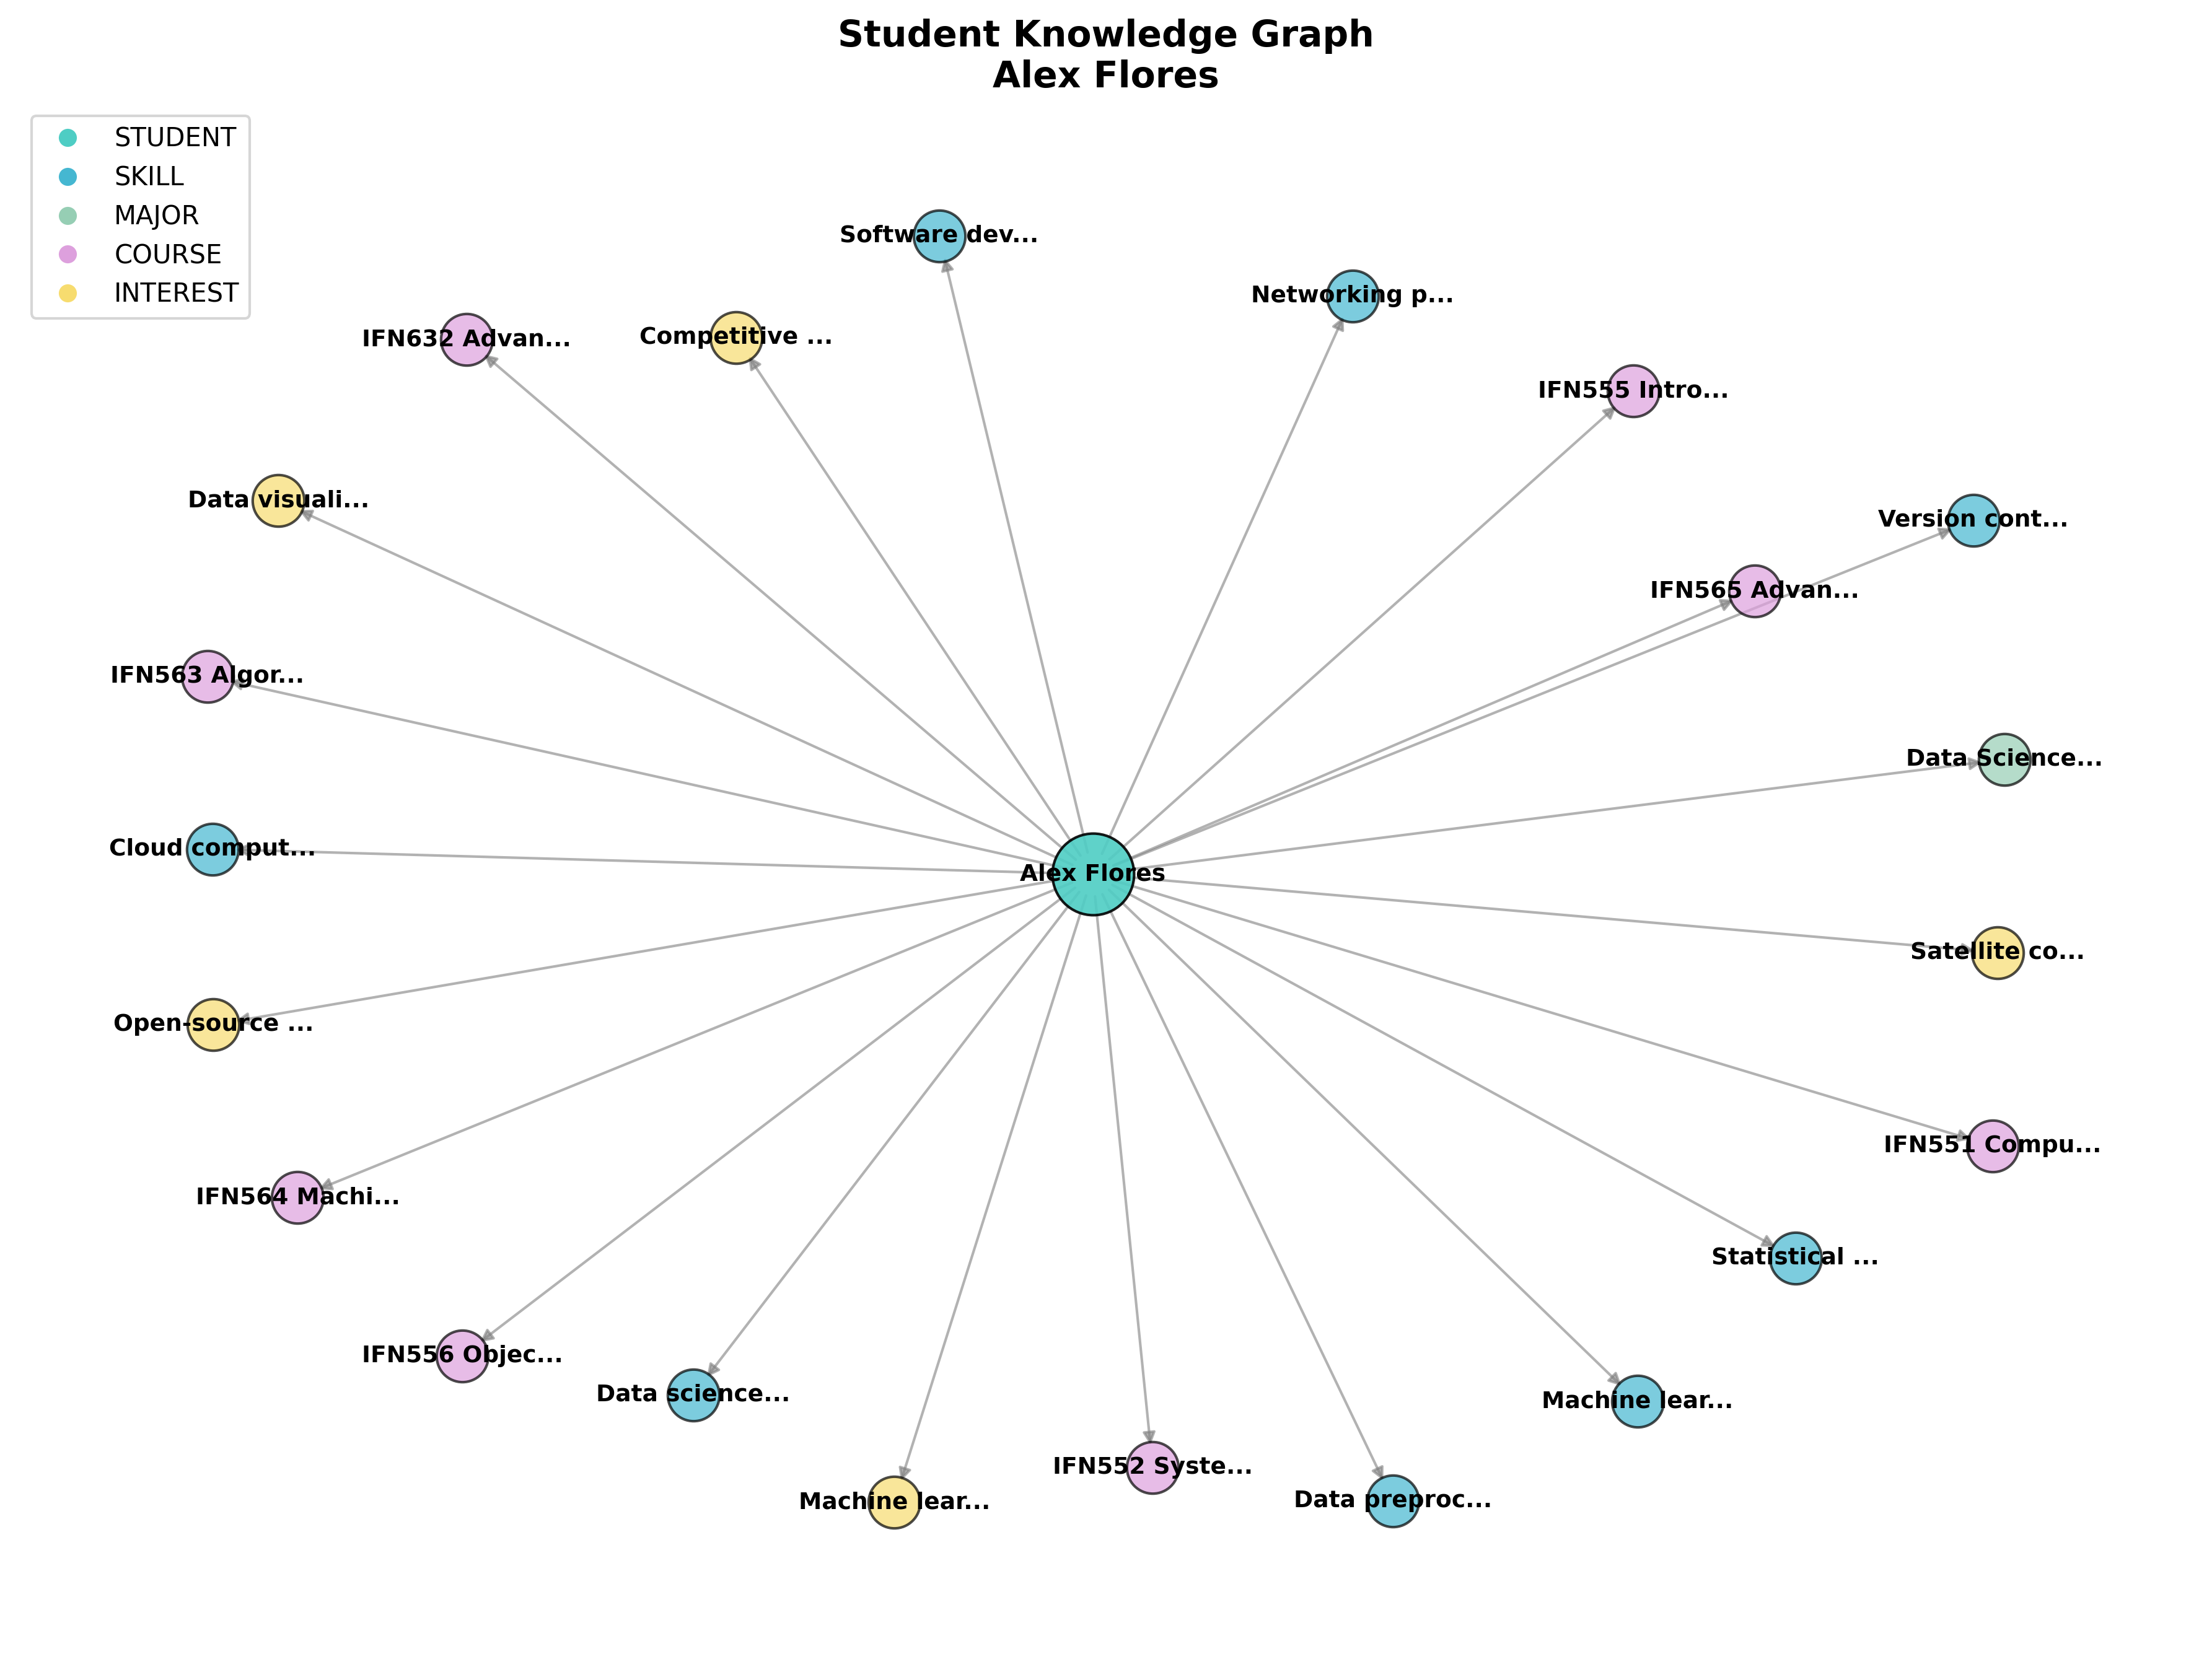 Student Knowledge Graph
Alex Flores
STUDENT
SKILL
MAJOR
COURSE
INTEREST
Software dev...
Networking p...
IFN632 Advan...
Competitive ...
IFN555 Intro...
Data visuali...
Version cont...
IFN565 Advan...
IFN563 Algor...
Data Science...
Cloud comput...
Alex Flores
Satellite co...
Open-source ...
IFN551 Compu...
IFN564 Machi...
Statistical ...
IFN556 Objec...
Data science...
Machine lear...
IFN552 Syste...
Machine lear...
Data preproc...